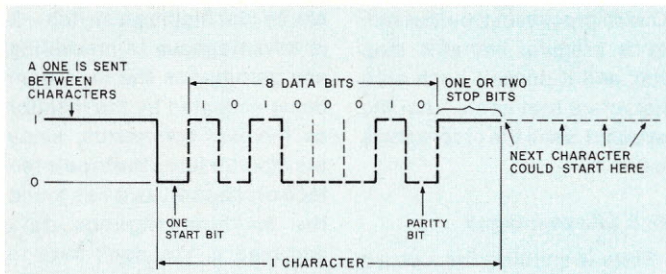 A ONE IS SENT
BETWEEN
CHARACTERS
8 DATA BITS
ONE OR TWO
STOP BITS
1 0 1 0 0 0 1 0
1
0
NEXT CHARACTER
COULD START HERE
ONE
START BIT
PARITY
BIT
1 CHARACTER